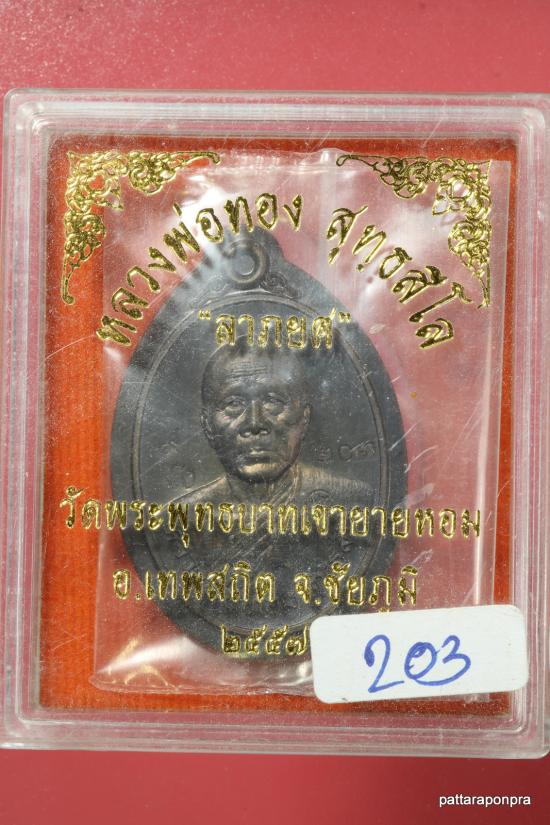 หลวงพ่อทอง สุทธสีโล
"ลาภยศ"
วัดพระพุทธบาทเขายายหอม
อ.เทพสถิต จ.ชัยภูมิ
๒๕๕๗
203
pattaraponpra